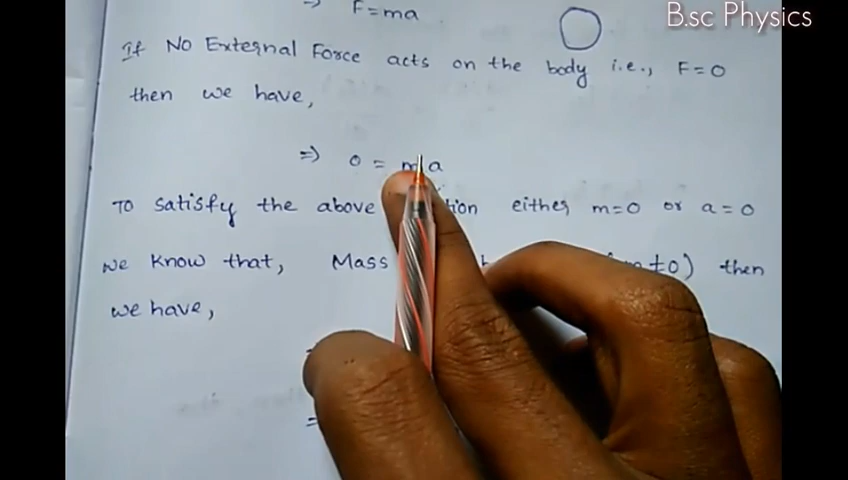 B.sc Physics
=> F=ma
If No External Force acts on the body i.e., F=0
then we have,
=> 0 = ma
To satisfy the above either m=0 or a=0
we know that, Mass ≠0) then
we have,